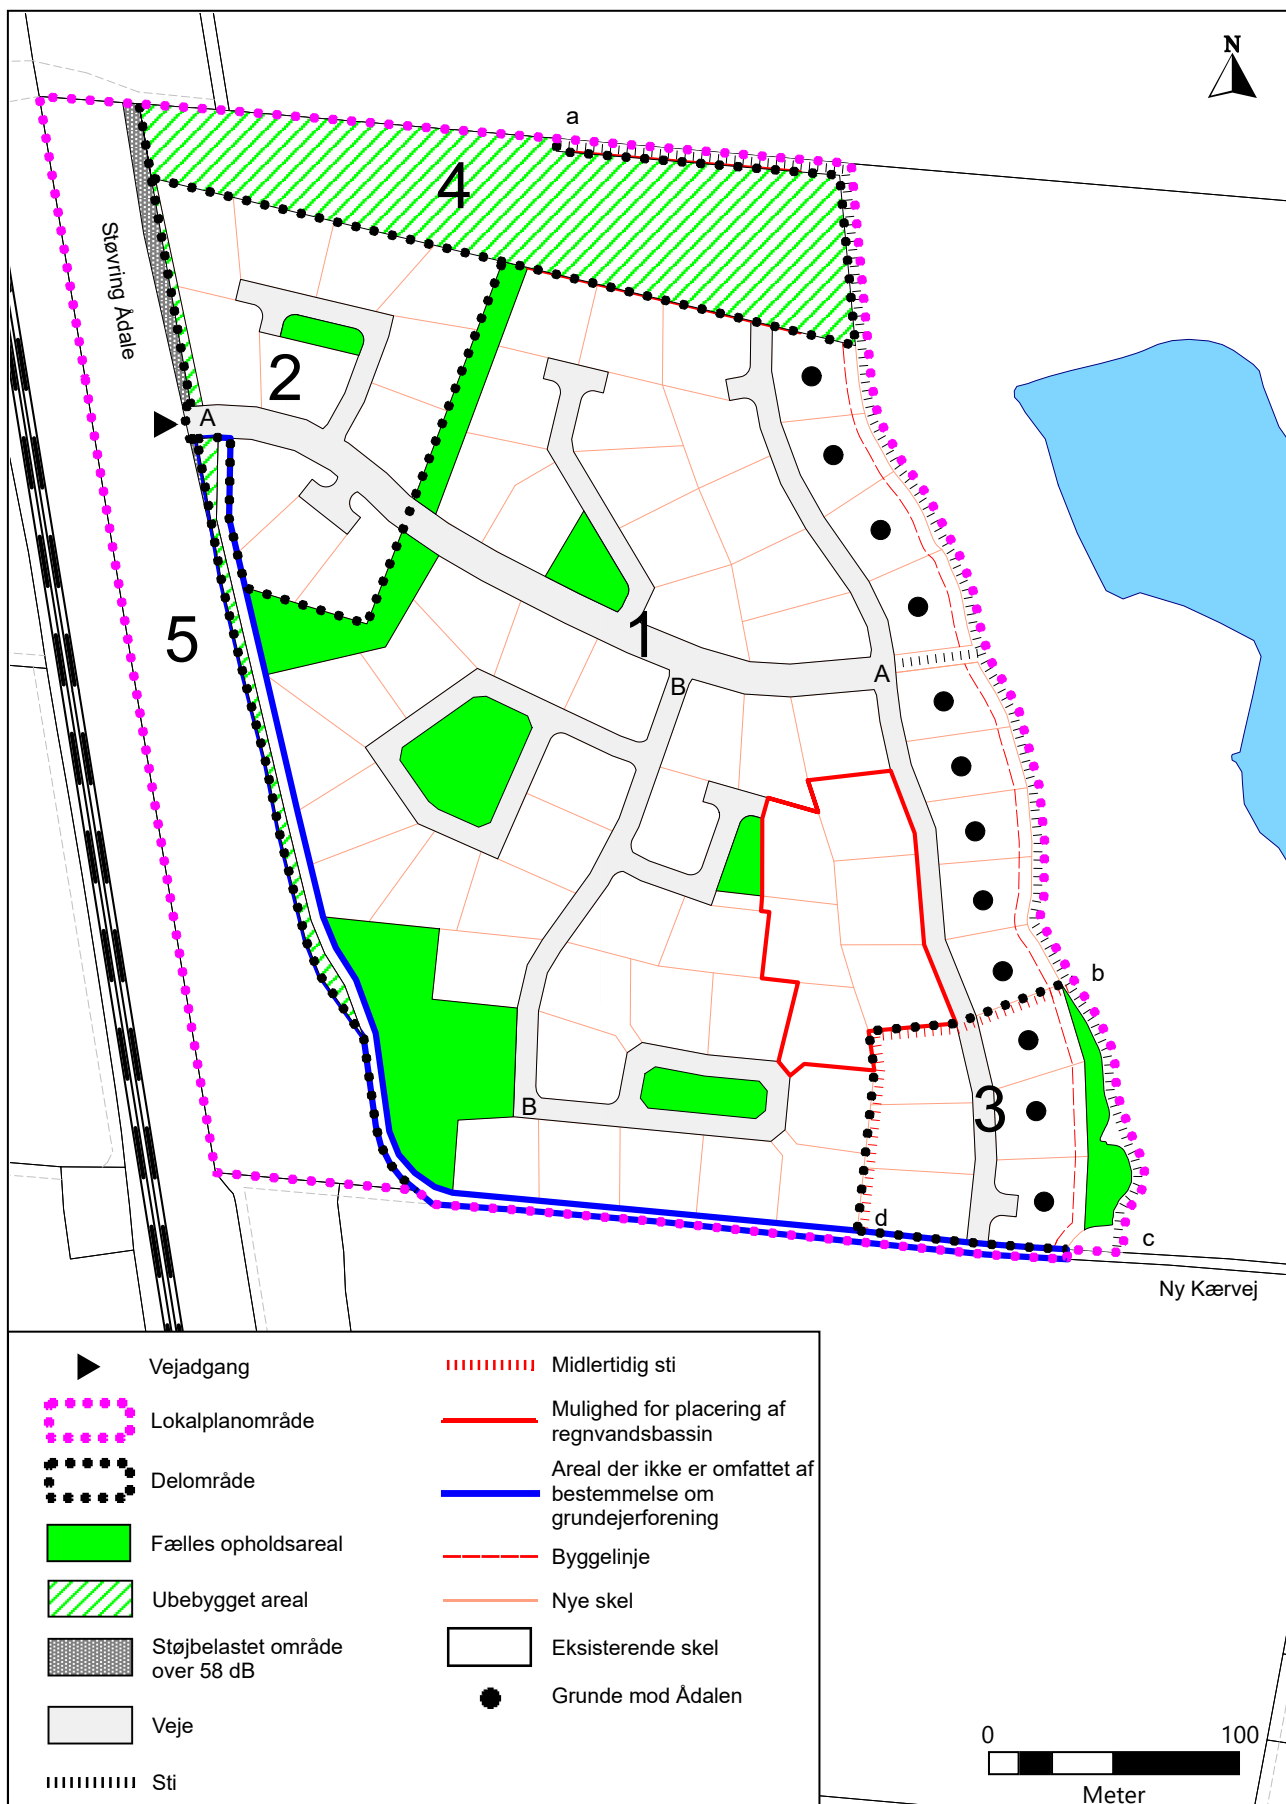 N
a
4
Støvring Ådale
2
A
1
5
A
B
b
3
B
d
c
Ny Kærvej
Vejadgang
Lokalplanområde
Delområde
Fælles opholdsareal
Ubebygget areal
Støjbelastet område
over 58 dB
Veje
Sti
Midlertidig sti
Mulighed for placering af
regnvandsbassin
Areal der ikke er omfattet af
bestemmelse om
grundejerforening
Byggelinje
Nye skel
Eksisterende skel
Grunde mod Ådalen
0 100
Meter